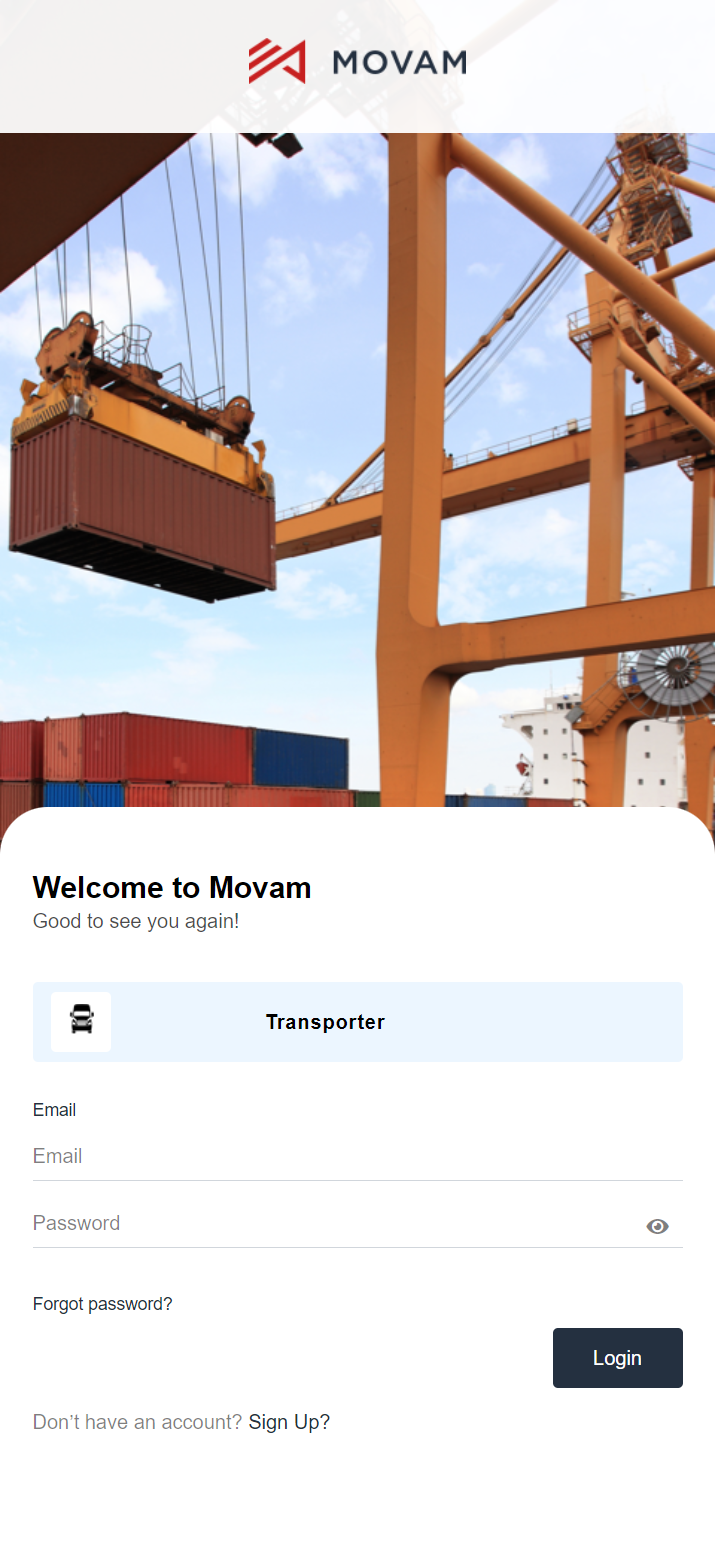 MOVAM
Welcome to Movam
Good to see you again!
Transporter
Email
Email
Password
Forgot password?
Login
Don't have an account? Sign Up?